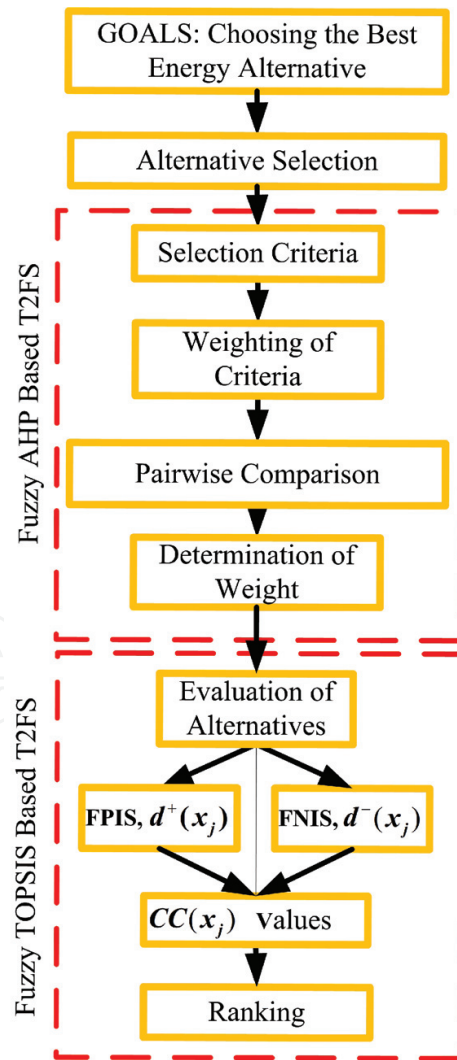 GOALS: Choosing the Best
Energy Alternative
Alternative Selection
Fuzzy AHP Based T2FS
Selection Criteria
Weighting of
Criteria
Pairwise Comparison
Determination of
Weight
Fuzzy TOPSIS Based T2FS
Evaluation of
Alternatives
FPIS, d⁺(xⱼ)
FNIS, d⁻(xⱼ)
CC(xⱼ) values
Ranking